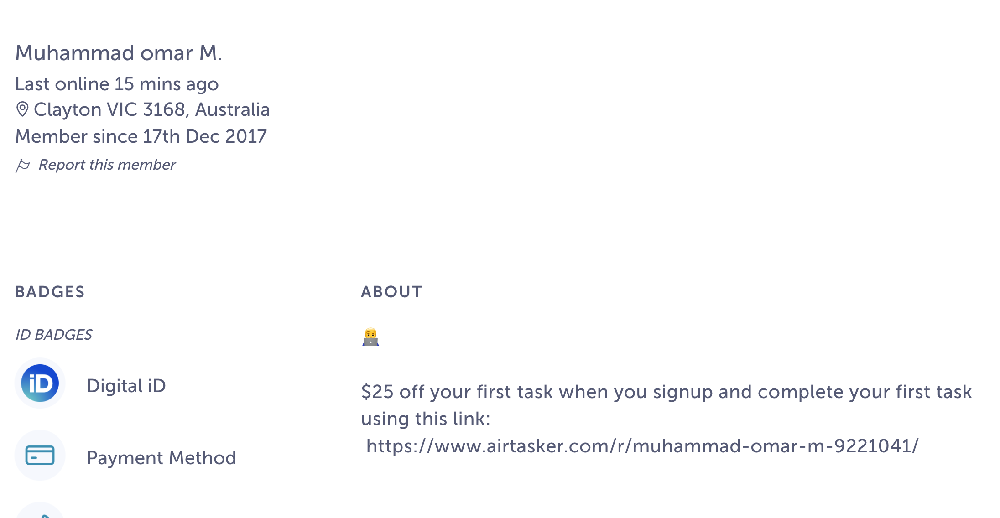 Muhammad omar M.
Last online 15 mins ago
Clayton VIC 3168, Australia
Member since 17th Dec 2017
Report this member
BADGES
ID BADGES
iD
Digital iD
Payment Method
ABOUT
$25 off your first task when you signup and complete your first task
using this link:
https://www.airtasker.com/r/muhammad-omar-m-9221041/